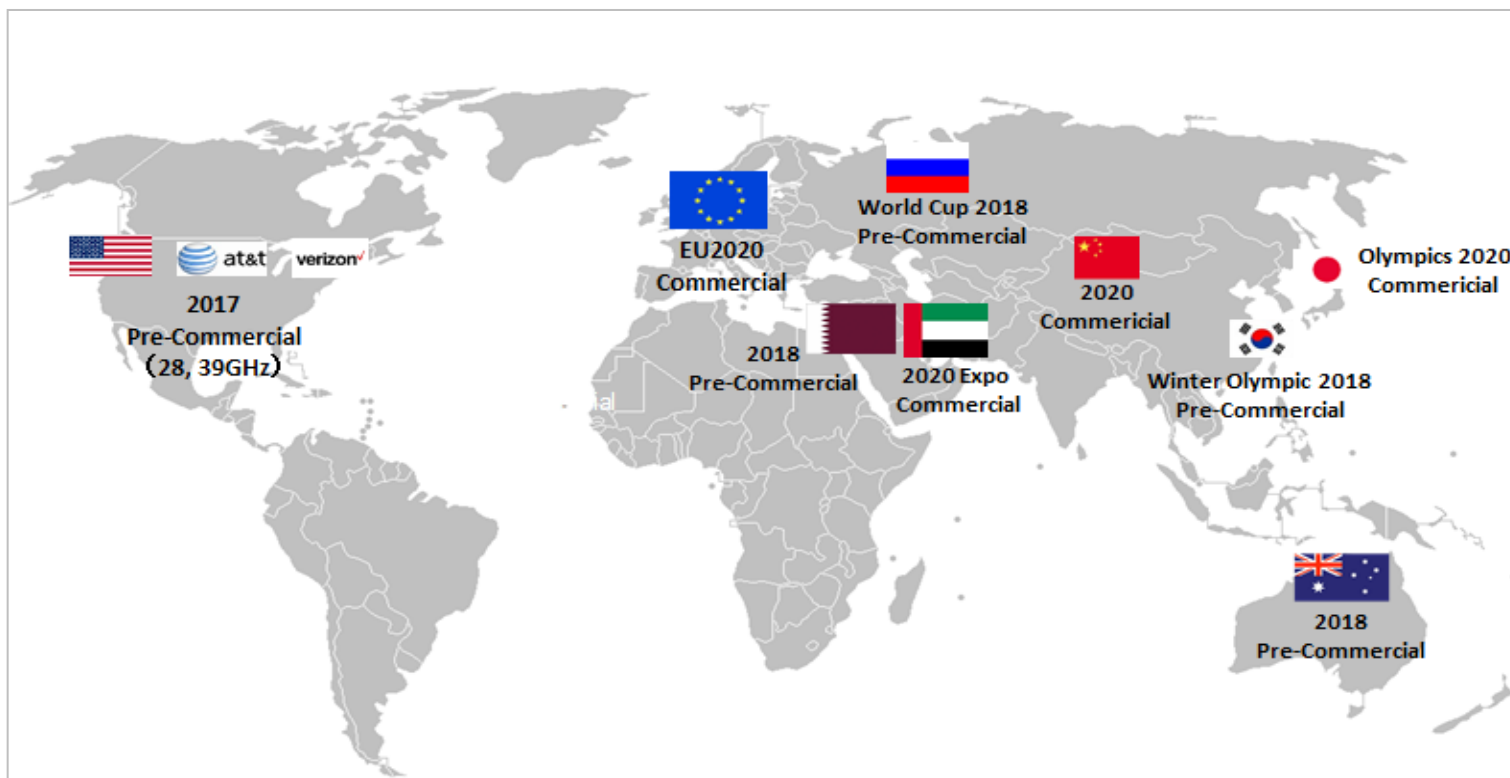 at&t
verizon
2017
Pre-Commercial
(28, 39GHz)
EU2020
Commercial
World Cup 2018
Pre-Commercial
2018
Pre-Commercial
2020 Expo
Commercial
2020
Commericial
Olympics 2020
Commericial
Winter Olympic 2018
Pre-Commercial
2018
Pre-Commercial